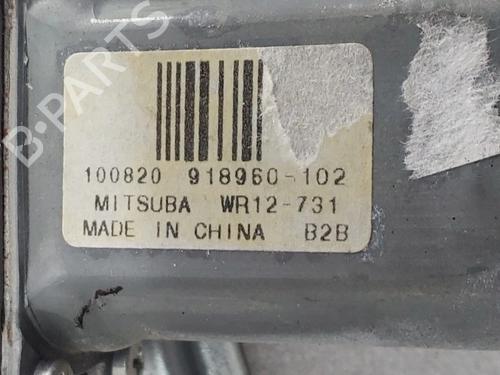 B-PARTS
100820 918960-102
MITSUBA WR12-731
MADE IN CHINA B2B